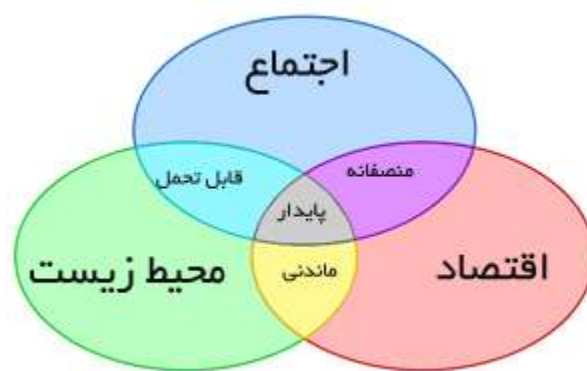 اجتماع
منصفانه
قابل تحمل
پایدار
اقتصاد
ماندنی
محیط زیست